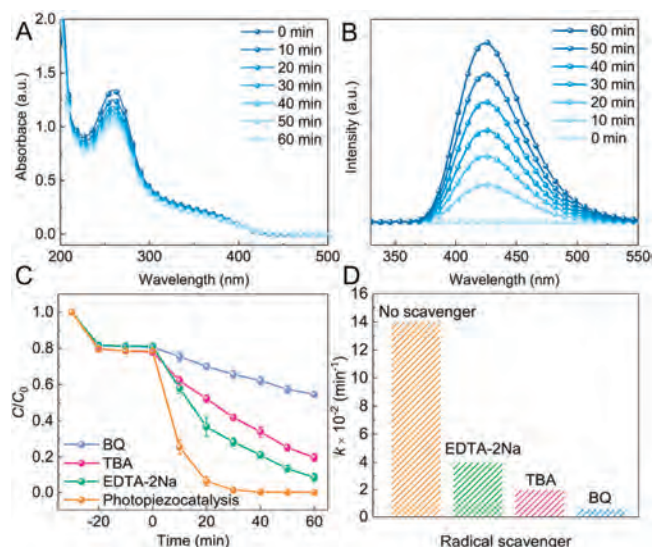 A
0 min
10 min
20 min
30 min
40 min
50 min
60 min
2.0
1.5
1.0
0.5
0.0
Absorbace (a.u.)
200
300
400
500
Wavelength (nm)
B
60 min
50 min
40 min
30 min
20 min
10 min
0 min
Intensity (a.u.)
350
400
450
500
550
Wavelength (nm)
C
1.0
0.8
0.6
0.4
0.2
0.0
C/C0
BQ
TBA
EDTA-2Na
Photopiezocatalysis
-20
0
20
40
60
Time (min)
D
16
14
12
10
8
6
4
2
0
k × 10-2 (min-1)
No scavenger
EDTA-2Na
TBA
BQ
Radical scavenger